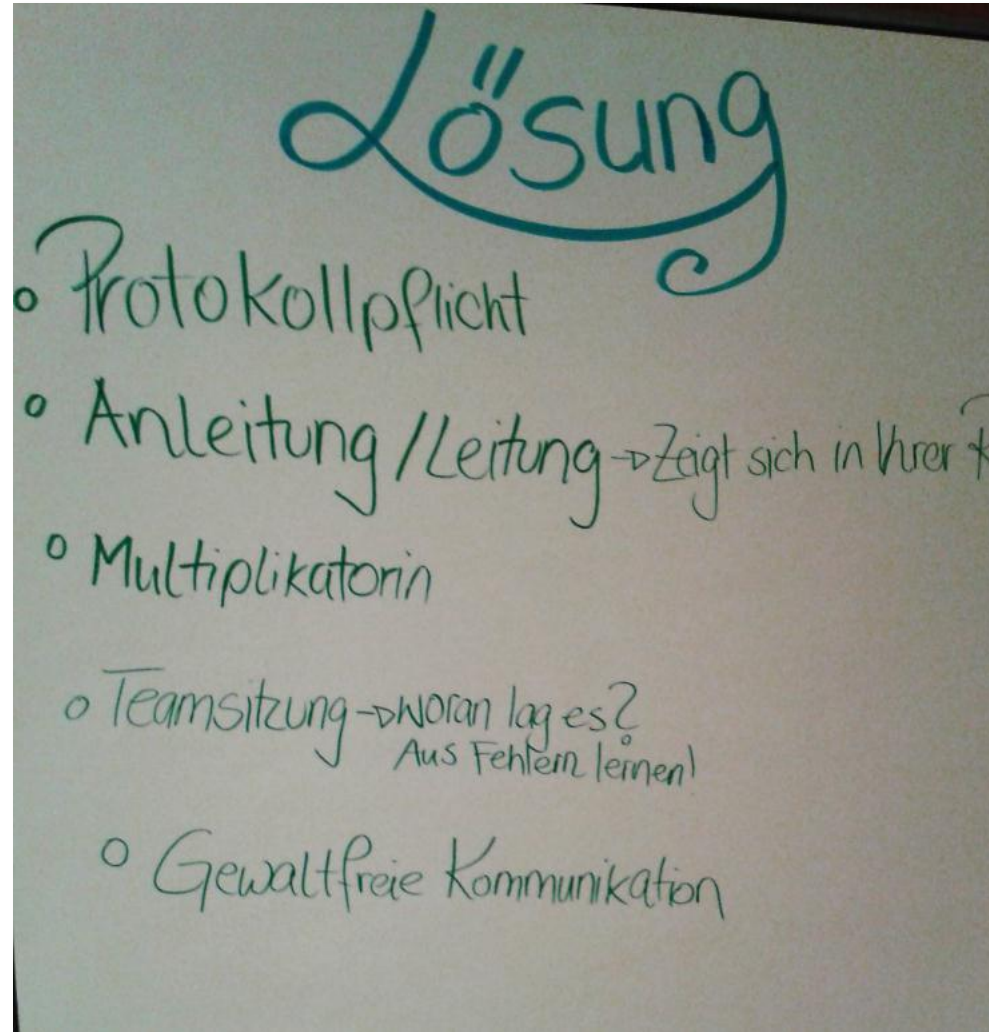 Lösung
o Protokollpflicht
o Anleitung / Leitung → Zeigt sich in Ihrer
o Multiplikatorin
o Teamsitzung → woran lag es?
Aus Fehlern lernen!
o Gewaltfreie Kommunikation